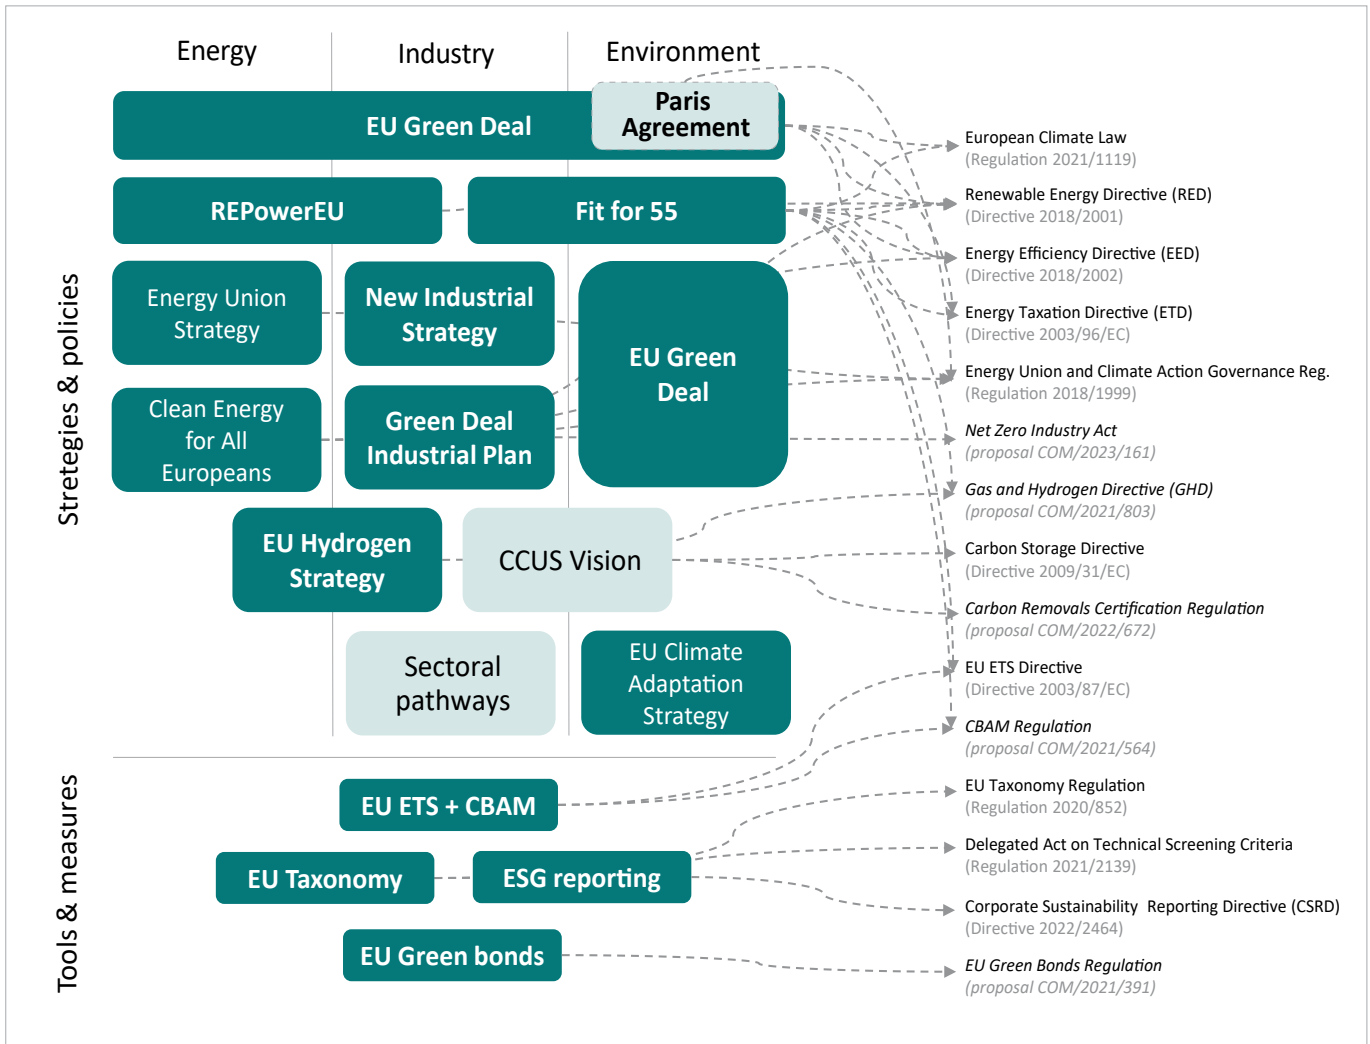 Energy
Industry
Environment
Stretegies & policies
EU Green Deal
Paris
Agreement
REPowerEU
Fit for 55
Energy Union
Strategy
New Industrial
Strategy
EU Green
Deal
Clean Energy
for All
Europeans
Green Deal
Industrial Plan
EU Hydrogen
Strategy
CCUS Vision
Sectoral
pathways
EU Climate
Adaptation
Strategy
Tools & measures
EU ETS + CBAM
EU Taxonomy
ESG reporting
EU Green bonds
European Climate Law
(Regulation 2021/1119)
Renewable Energy Directive (RED)
(Directive 2018/2001)
Energy Efficiency Directive (EED)
(Directive 2018/2002)
Energy Taxation Directive (ETD)
(Directive 2003/96/EC)
Energy Union and Climate Action Governance Reg.
(Regulation 2018/1999)
Net Zero Industry Act
(proposal COM/2023/161)
Gas and Hydrogen Directive (GHD)
(proposal COM/2021/803)
Carbon Storage Directive
(Directive 2009/31/EC)
Carbon Removals Certification Regulation
(proposal COM/2022/672)
EU ETS Directive
(Directive 2003/87/EC)
CBAM Regulation
(proposal COM/2021/564)
EU Taxonomy Regulation
(Regulation 2020/852)
Delegated Act on Technical Screening Criteria
(Regulation 2021/2139)
Corporate Sustainability Reporting Directive (CSRD)
(Directive 2022/2464)
EU Green Bonds Regulation
(proposal COM/2021/391)